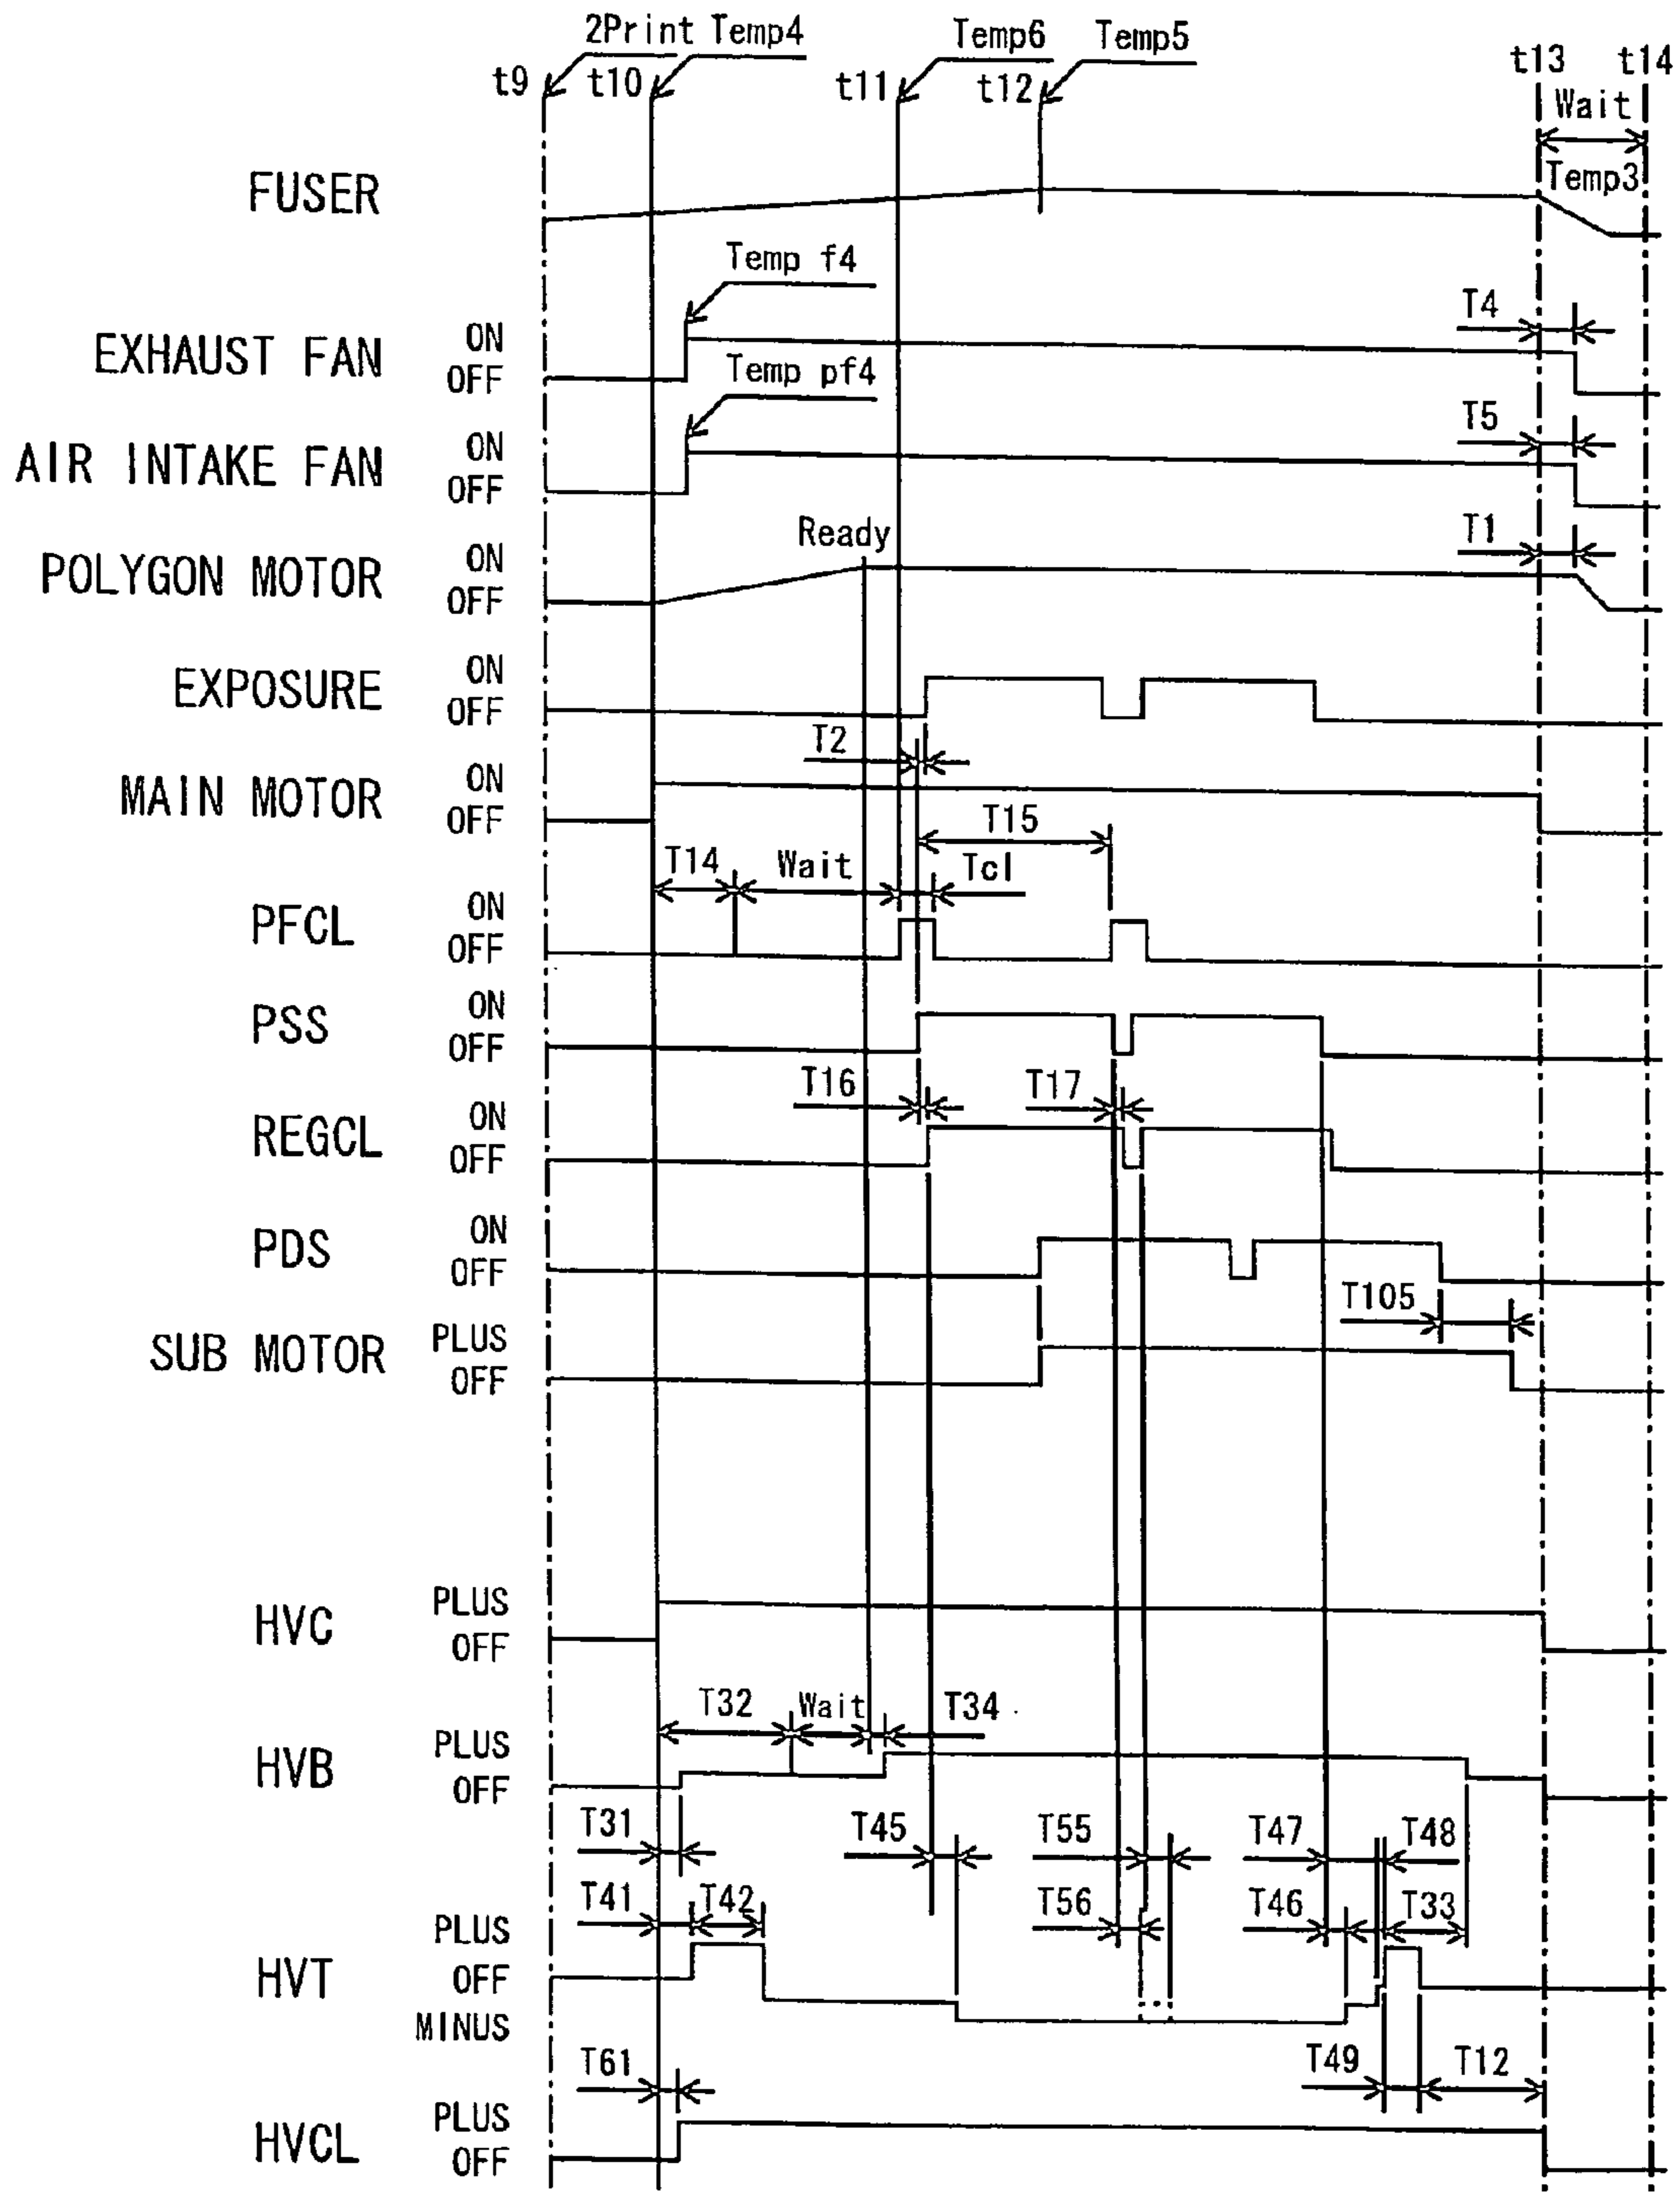 2Print Temp4 Temp6 Temp5
t9 t10 t11 t12 t13 t14
Wait
FUSER Temp3
Temp f4
EXHAUST FAN ON T4
OFF
Temp pf4
AIR INTAKE FAN ON T5
OFF
Ready
POLYGON MOTOR ON T1
OFF
EXPOSURE ON
OFF
T2
MAIN MOTOR ON
OFF
T15
T14 Wait Tcl
PFCL ON
OFF
PSS ON
OFF
T16 T17
REGCL ON
OFF
PDS ON
OFF
T105
SUB MOTOR PLUS
OFF
HVC PLUS
OFF
T32 Wait T34
HVB PLUS
OFF
T31 T45 T55 T47 T48
T41 T42 T56 T46 T33
HVT PLUS
OFF
MINUS
T61 T49 T12
HVCL PLUS
OFF